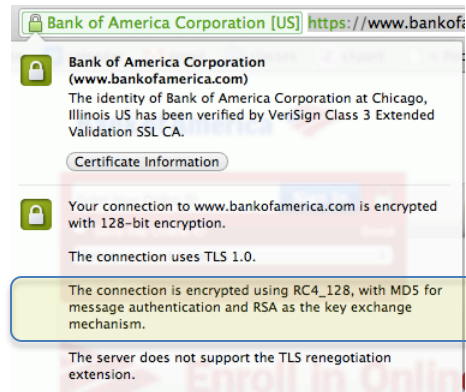 Bank of America Corporation [US] https://www.bankofa
Bank of America Corporation
(www.bankofamerica.com)
The identity of Bank of America Corporation at Chicago,
Illinois US has been verified by VeriSign Class 3 Extended
Validation SSL CA.
Certificate Information
Your connection to www.bankofamerica.com is encrypted
with 128-bit encryption.
The connection uses TLS 1.0.
The connection is encrypted using RC4_128, with MD5 for
message authentication and RSA as the key exchange
mechanism.
The server does not support the TLS renegotiation
extension.
Enroll in Onlin